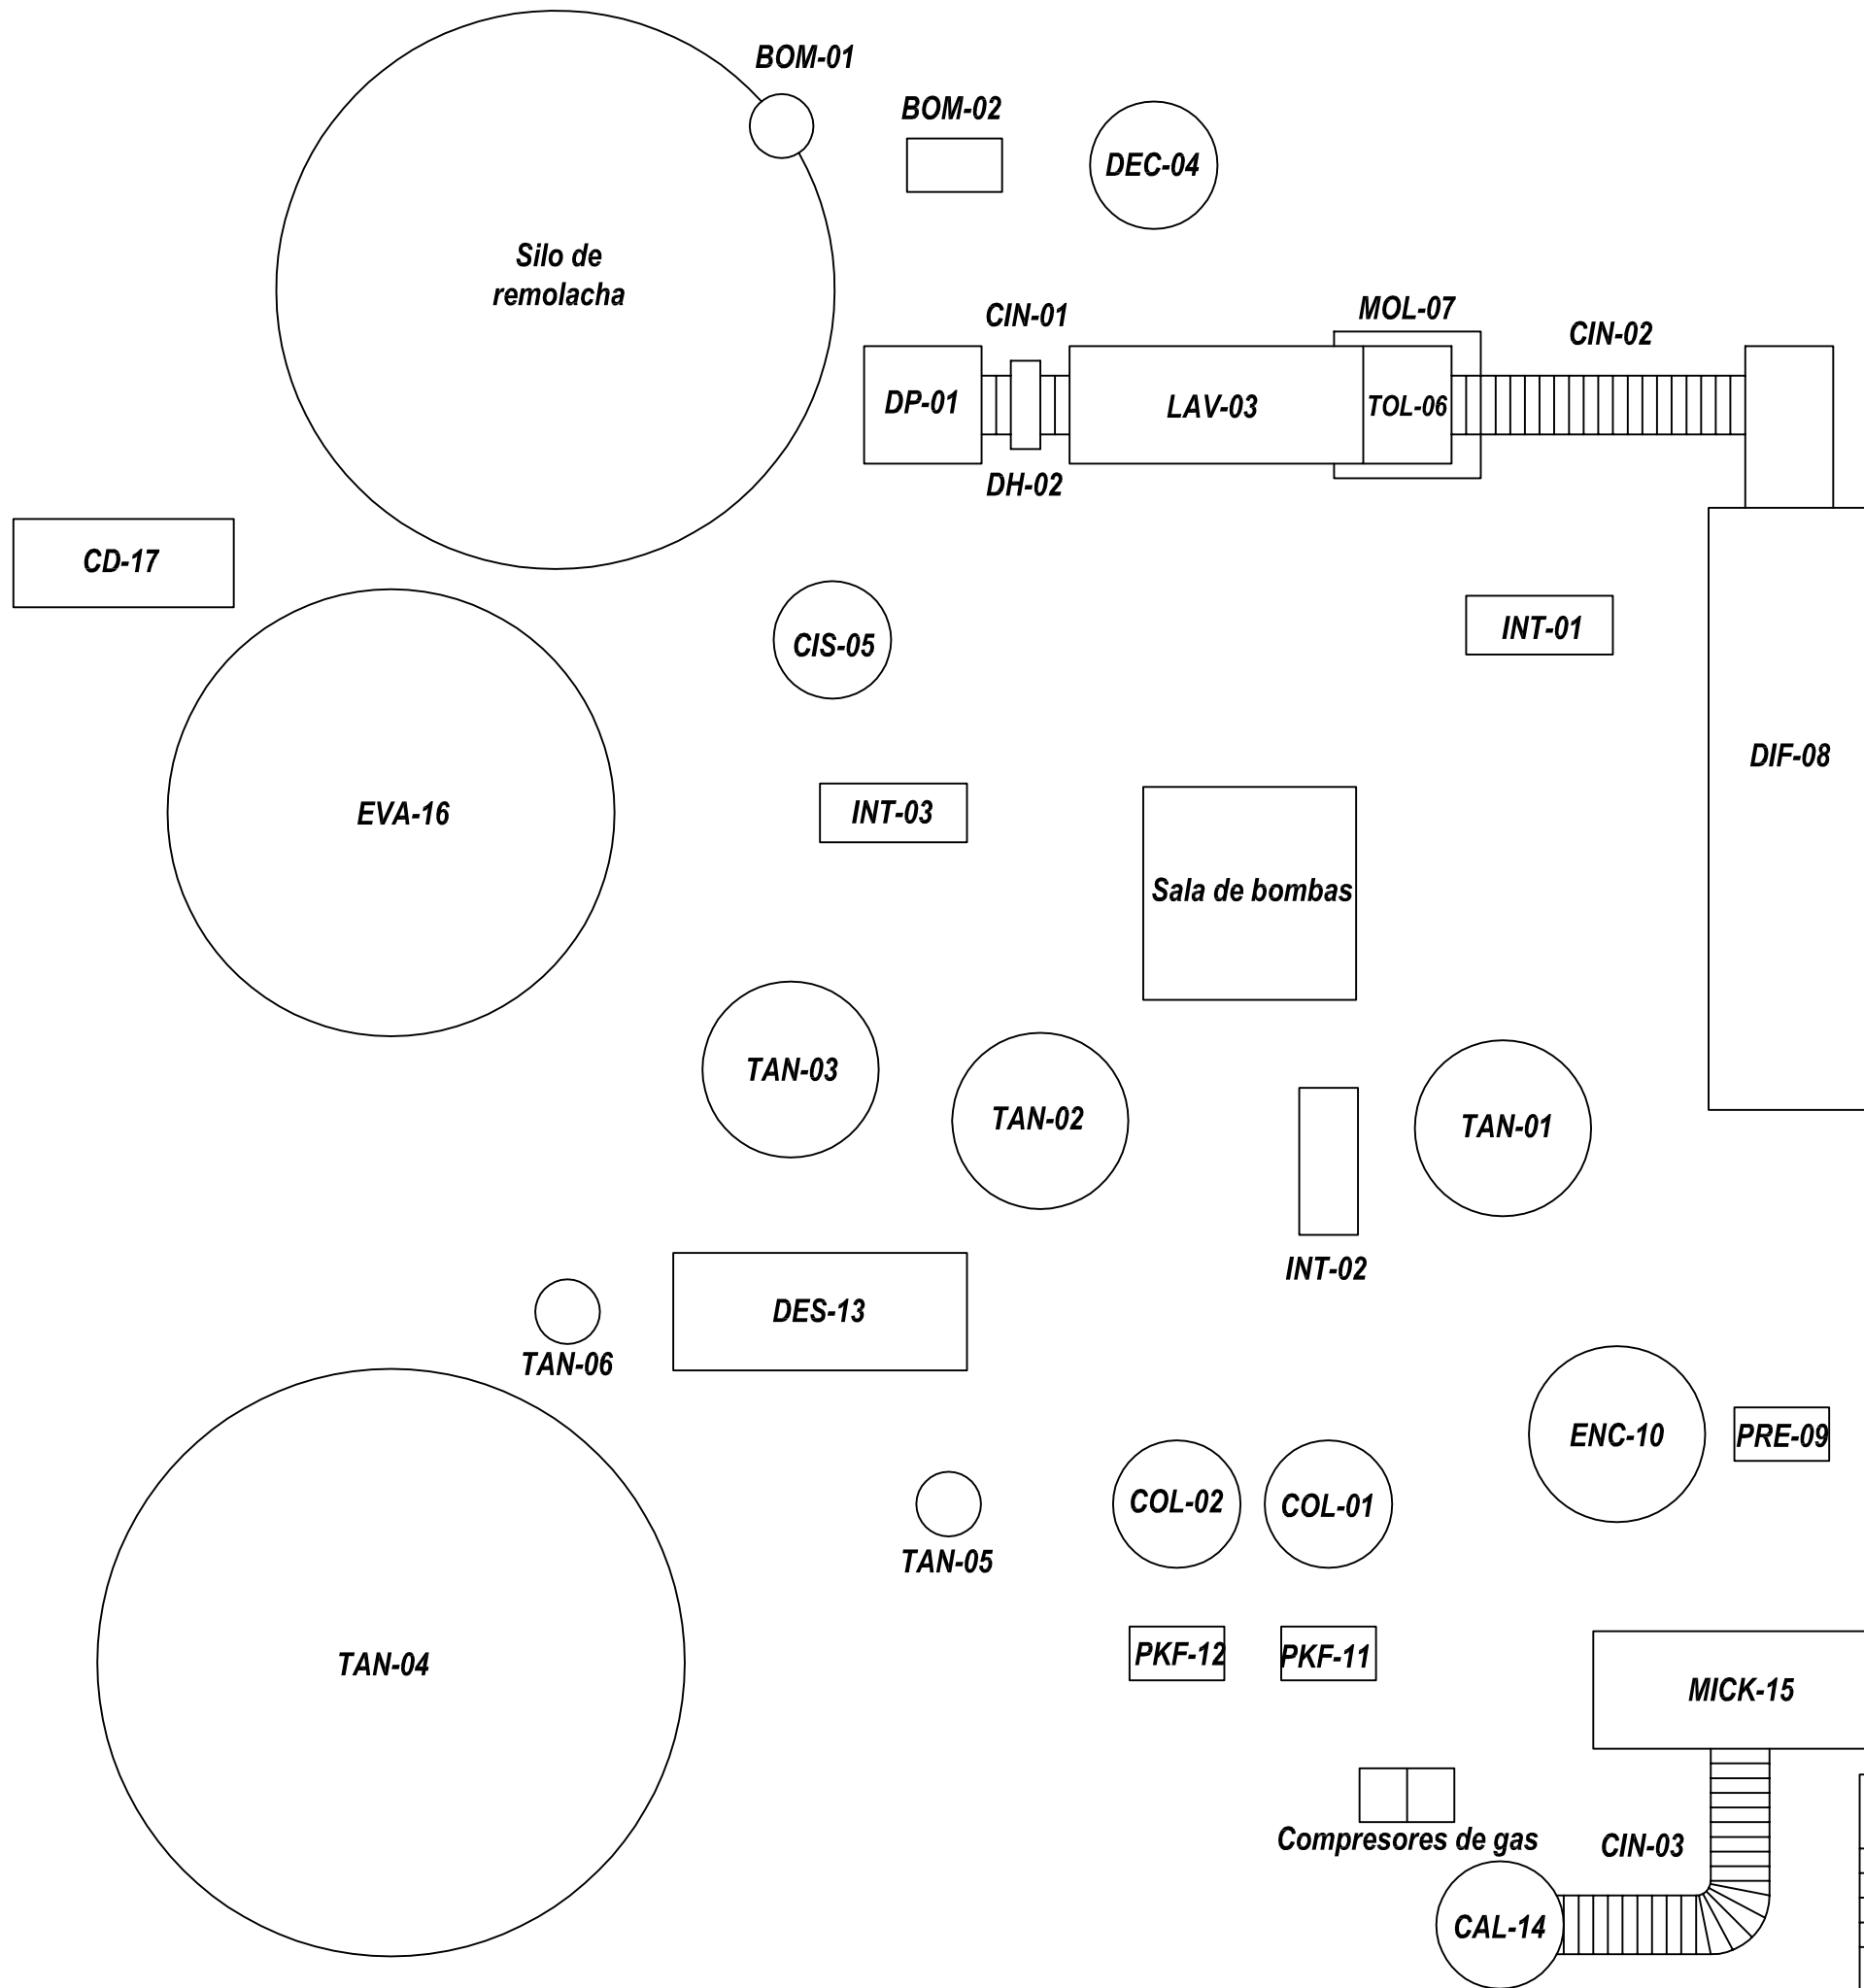 BOM-01
BOM-02
DEC-04
Silo de
remolacha
CIN-01
MOL-07
CIN-02
DP-01
LAV-03
TOL-06
DH-02
CD-17
CIS-05
INT-01
DIF-08
EVA-16
INT-03
Sala de bombas
TAN-03
TAN-02
TAN-01
INT-02
DES-13
TAN-06
ENC-10
PRE-09
COL-02
COL-01
TAN-05
PKF-12
PKF-11
TAN-04
MICK-15
Compresores de gas
CIN-03
CAL-14